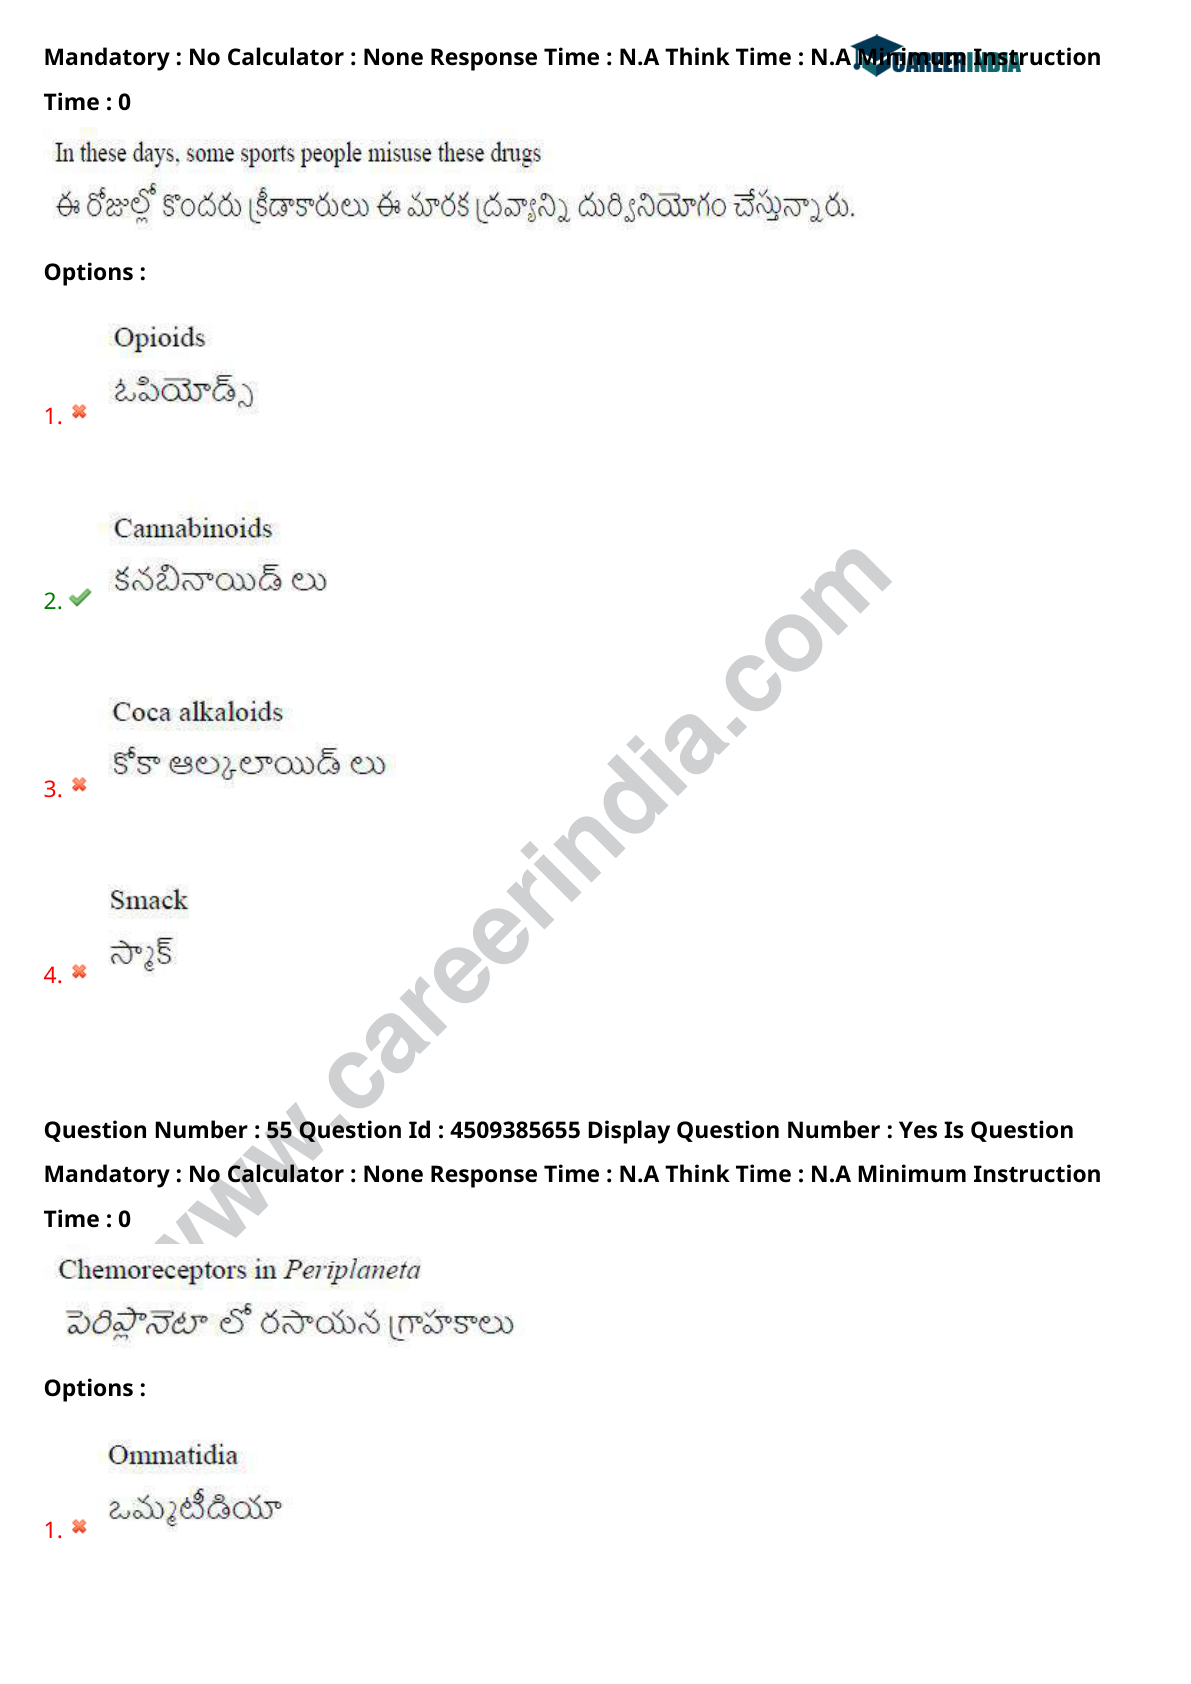 Mandatory : No Calculator : None Response Time : N.A Think Time : N.A Minimum Instruction
CAREERINDIA
Time : 0
In these days, some sports people misuse these drugs
ఈ రోజుల్లో కొందరు క్రీడాకారులు ఈ మారక ద్రవ్యాన్ని దుర్వినియోగం చేస్తున్నారు.
Options :
Opioids
ఓపియోడ్స్
1.
Cannabinoids
కనబినాయిడ్ లు
2.
Coca alkaloids
కోకా ఆల్కలాయిడ్ లు
3.
Smack
స్మాక్
4.
www.careerindia.com
Question Number : 55 Question Id : 4509385655 Display Question Number : Yes Is Question
Mandatory : No Calculator : None Response Time : N.A Think Time : N.A Minimum Instruction
Time : 0
Chemoreceptors in Periplaneta
పెరిప్లానెటా లో రసాయన గ్రాహకాలు
Options :
Ommatidia
ఒమ్మటీడియా
1.